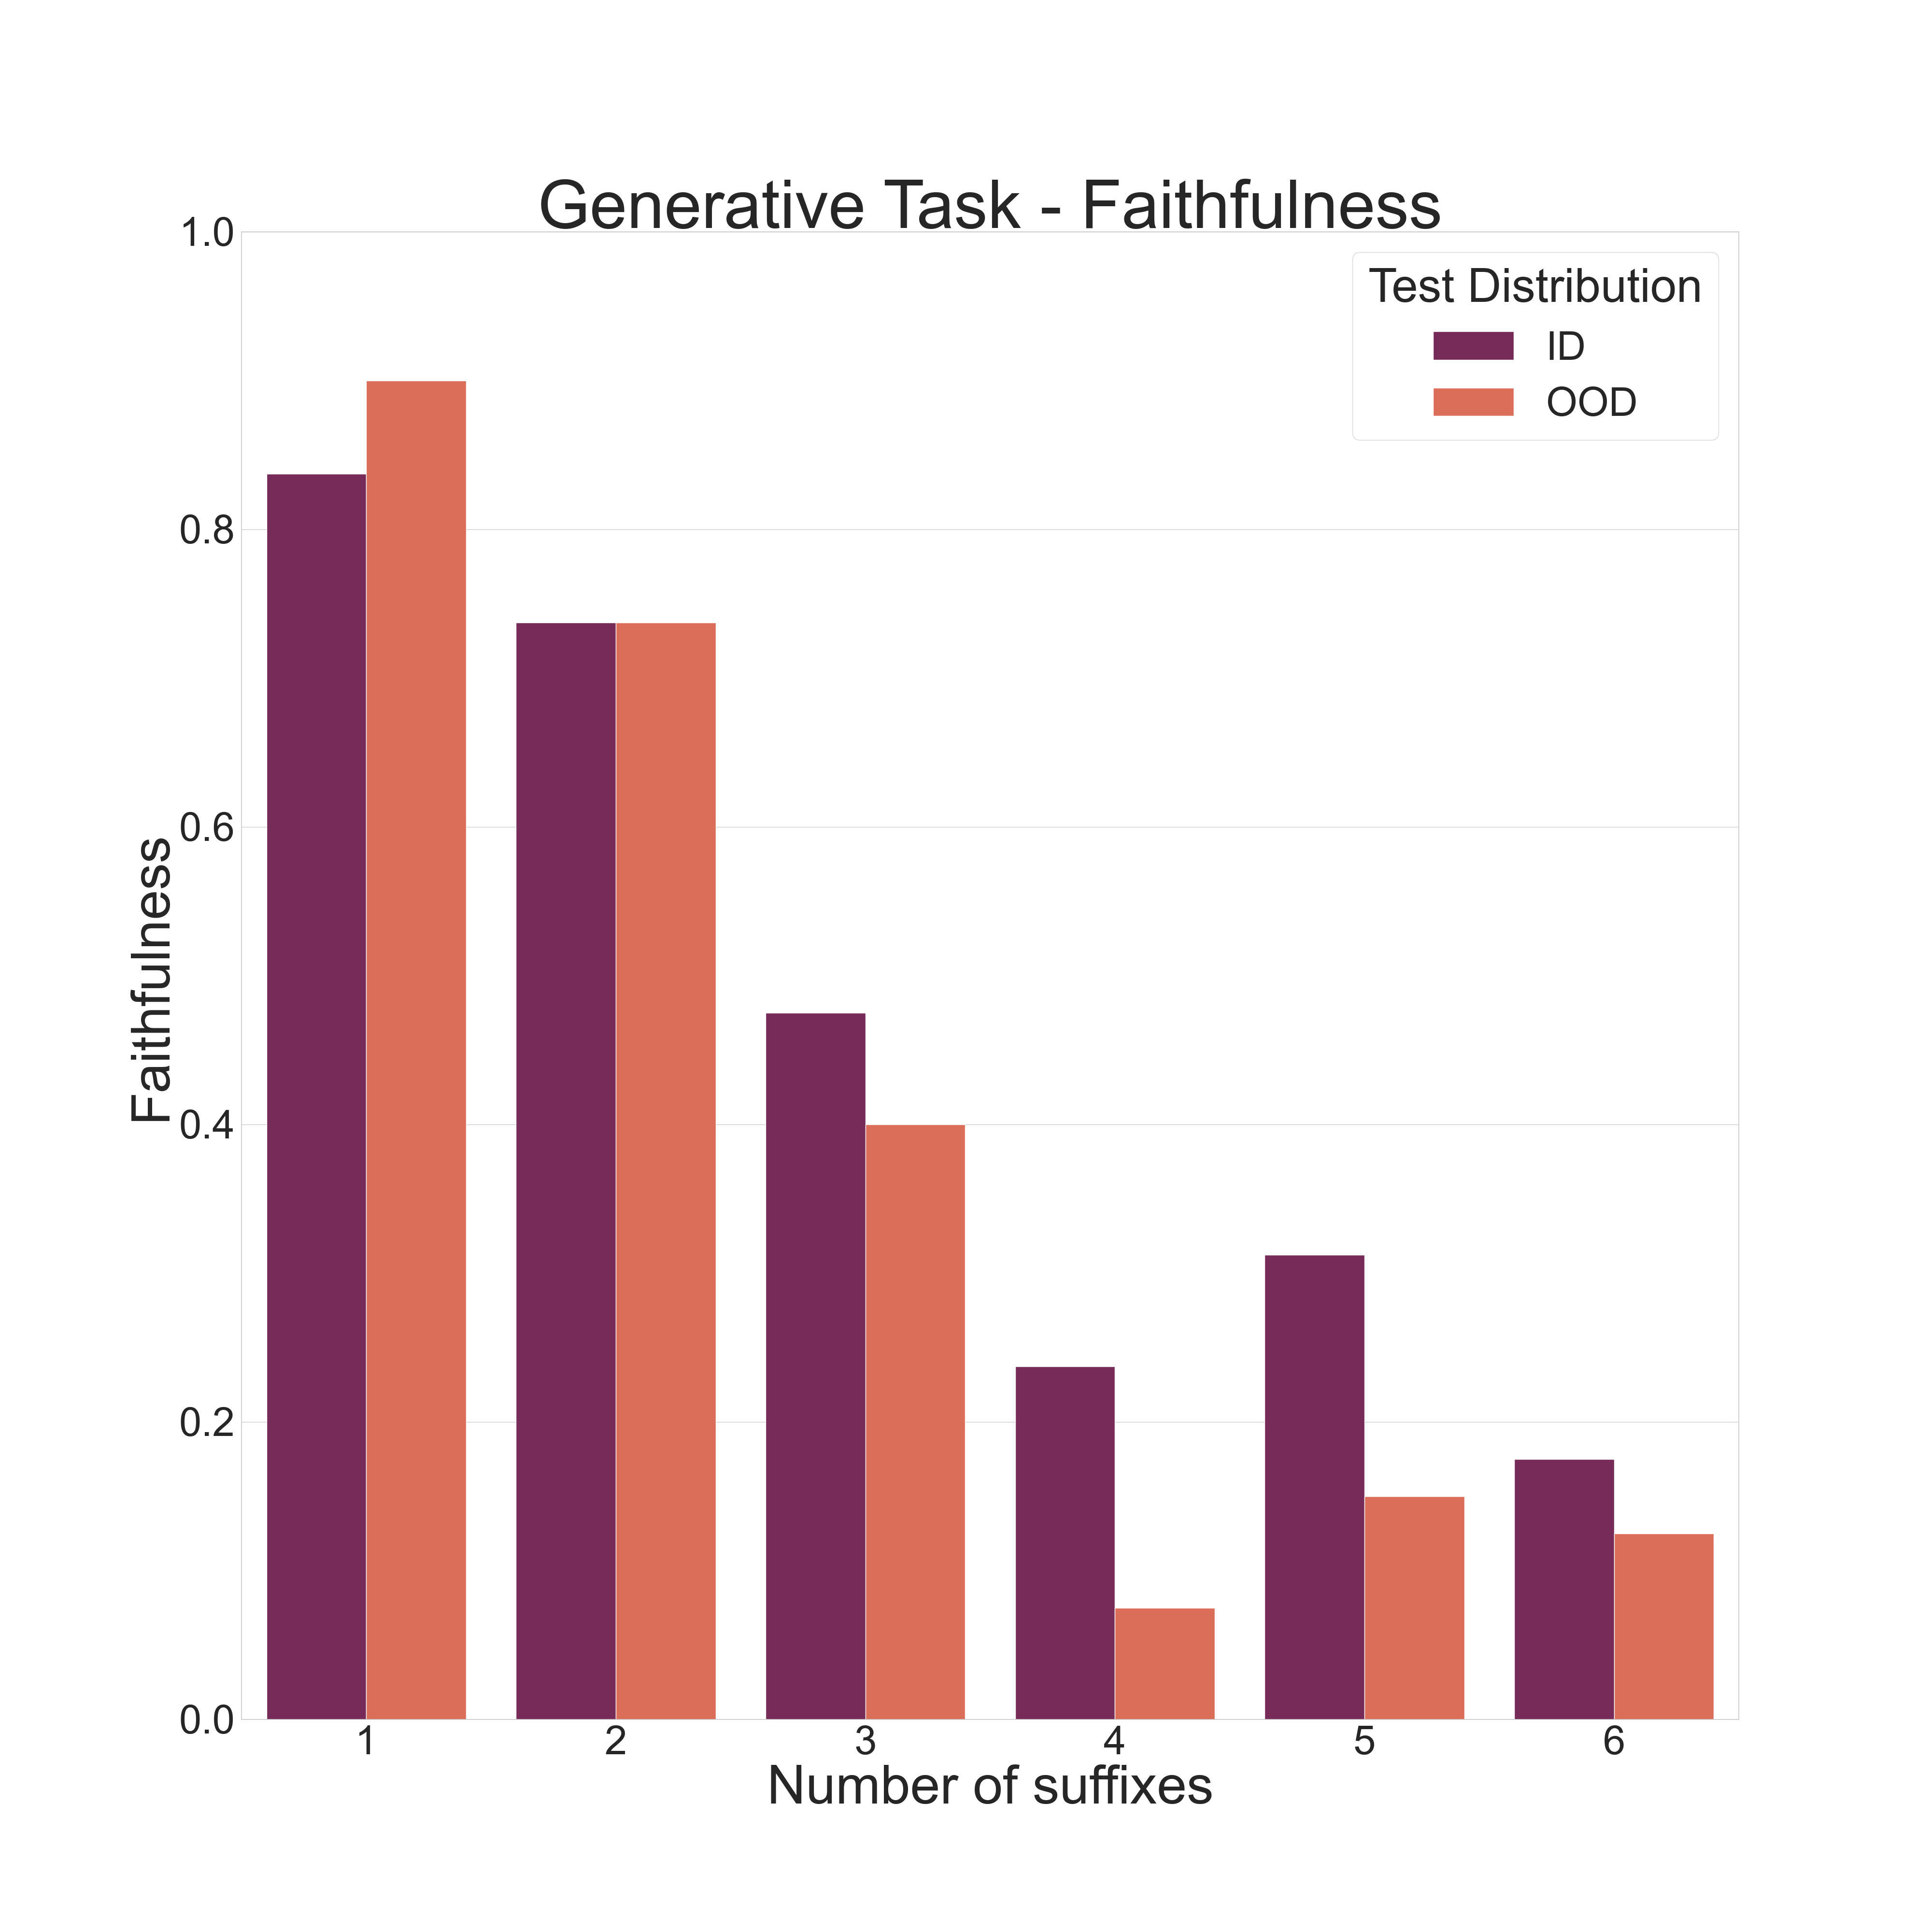 Generative Task - Faithfulness
1.0
0.8
0.6
0.4
0.2
0.0
Faithfulness
Test Distribution
ID
OOD
1 2 3 4 5 6
Number of suffixes